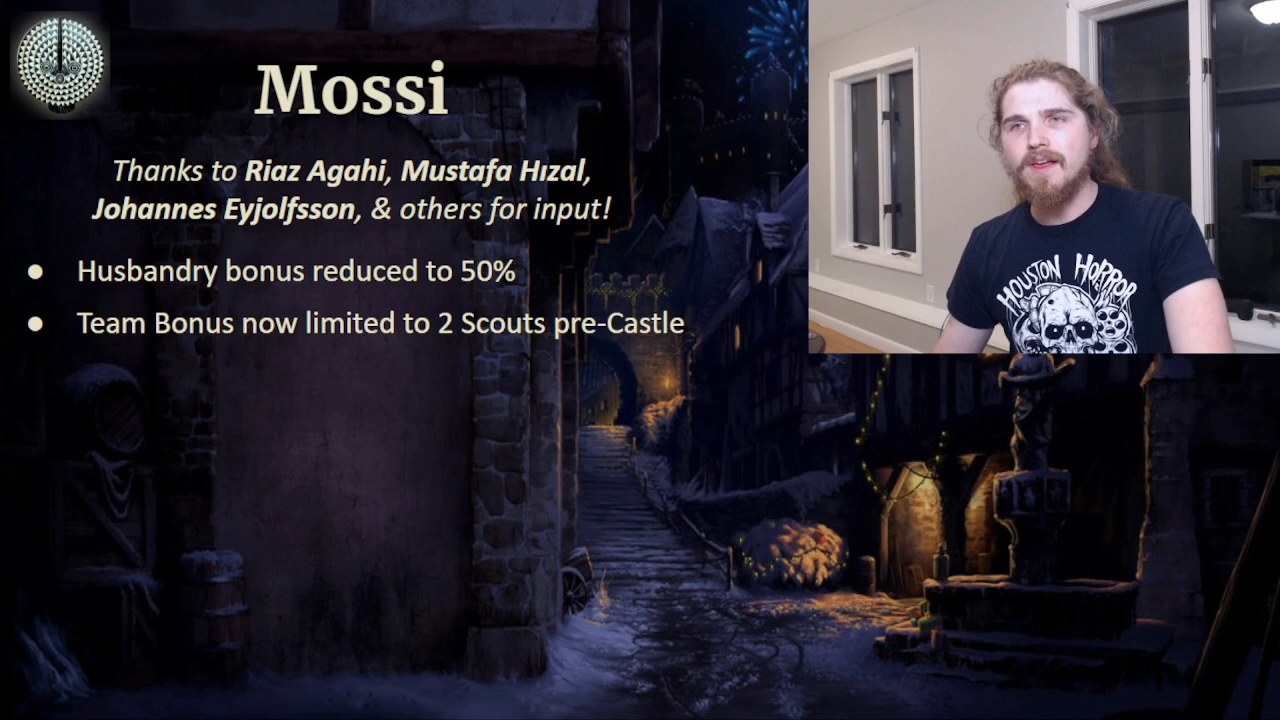 Mossi
Thanks to Riaz Agahi, Mustafa Hızal,
Johannes Eyjolfsson, & others for input!
● Husbandry bonus reduced to 50%
● Team Bonus now limited to 2 Scouts pre-Castle
HOUSTON HORROR